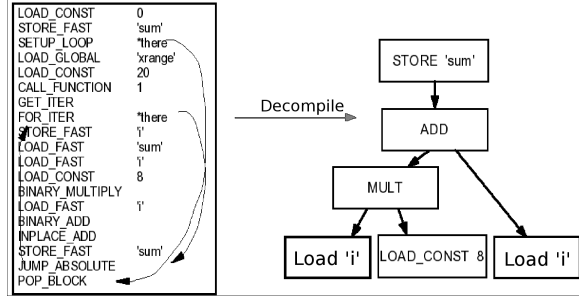 LOAD_CONST 0
STORE_FAST 'sum'
SETUP_LOOP *there
LOAD_GLOBAL 'xrange'
LOAD_CONST 20
CALL_FUNCTION 1
GET_ITER
FOR_ITER *there
STORE_FAST 'i'
LOAD_FAST 'sum'
LOAD_FAST 'i'
LOAD_CONST 8
BINARY_MULTIPLY
LOAD_FAST 'i'
BINARY_ADD
INPLACE_ADD
STORE_FAST 'sum'
JUMP_ABSOLUTE
POP_BLOCK
Decompile
STORE 'sum'
ADD
MULT
Load 'i'
LOAD_CONST 8
Load 'i'